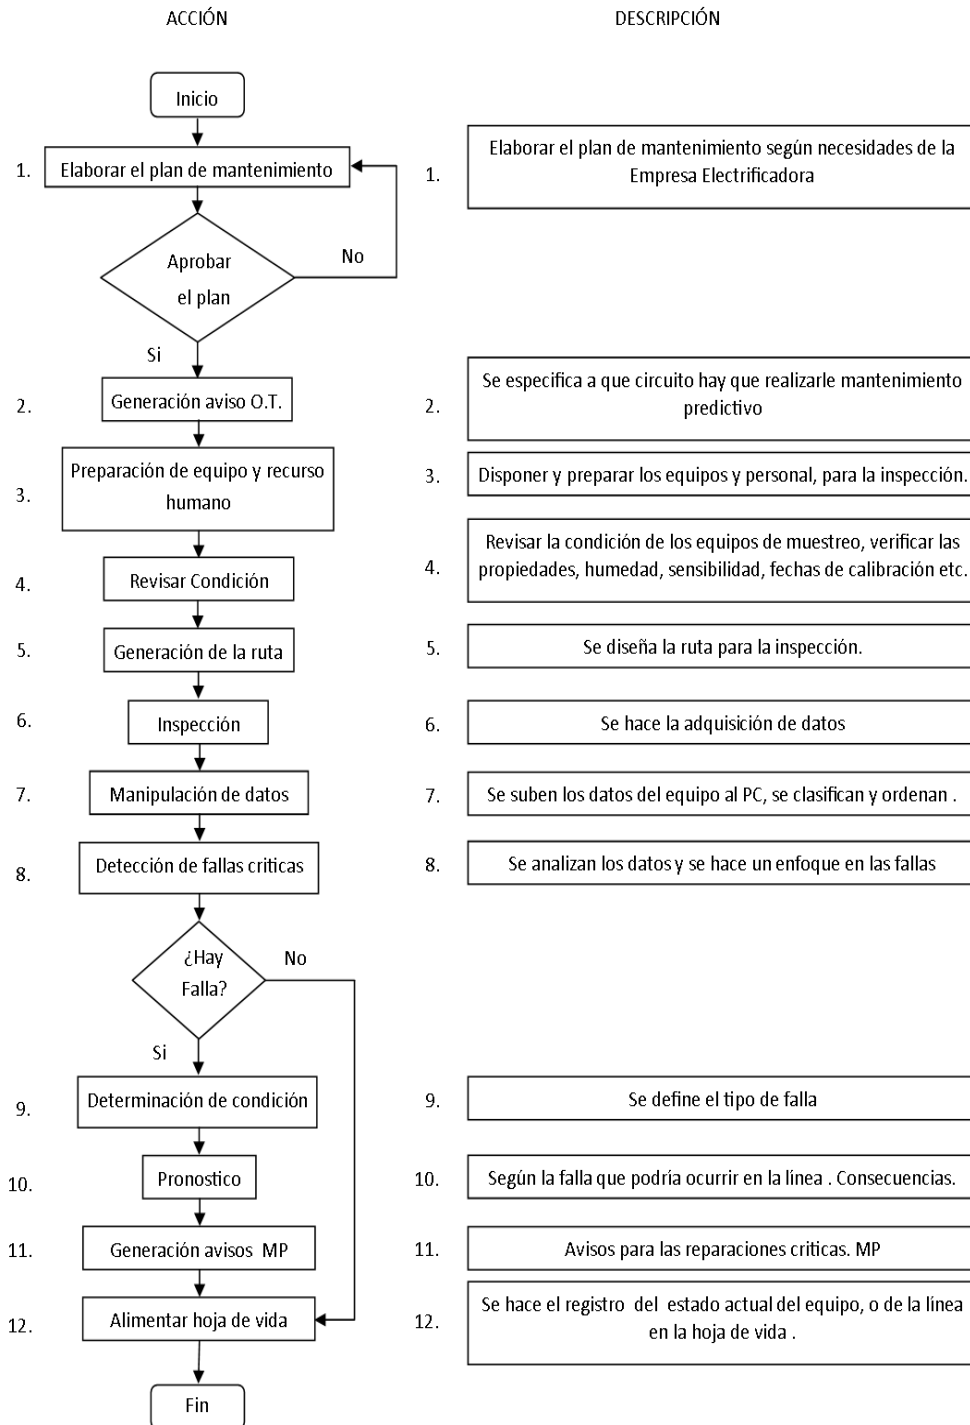 ACCIÓN
DESCRIPCIÓN
Inicio
1.
Elaborar el plan de mantenimiento
1.
Elaborar el plan de mantenimiento según necesidades de la
Empresa Electrificadora
Aprobar
el plan
No
Si
2.
Generación aviso O.T.
2.
Se especifica a que circuito hay que realizarle mantenimiento
predictivo
3.
Preparación de equipo y recurso
humano
3.
Disponer y preparar los equipos y personal, para la inspección.
4.
Revisar Condición
4.
Revisar la condición de los equipos de muestreo, verificar las
propiedades, humedad, sensibilidad, fechas de calibración etc.
5.
Generación de la ruta
5.
Se diseña la ruta para la inspección.
6.
Inspección
6.
Se hace la adquisición de datos
7.
Manipulación de datos
7.
Se suben los datos del equipo al PC, se clasifican y ordenan .
8.
Detección de fallas criticas
8.
Se analizan los datos y se hace un enfoque en las fallas
¿Hay
Falla?
No
Si
9.
Determinación de condición
9.
Se define el tipo de falla
10.
Pronostico
10.
Según la falla que podría ocurrir en la línea . Consecuencias.
11.
Generación avisos MP
11.
Avisos para las reparaciones criticas. MP
12.
Alimentar hoja de vida
12.
Se hace el registro del estado actual del equipo, o de la línea
en la hoja de vida .
Fin